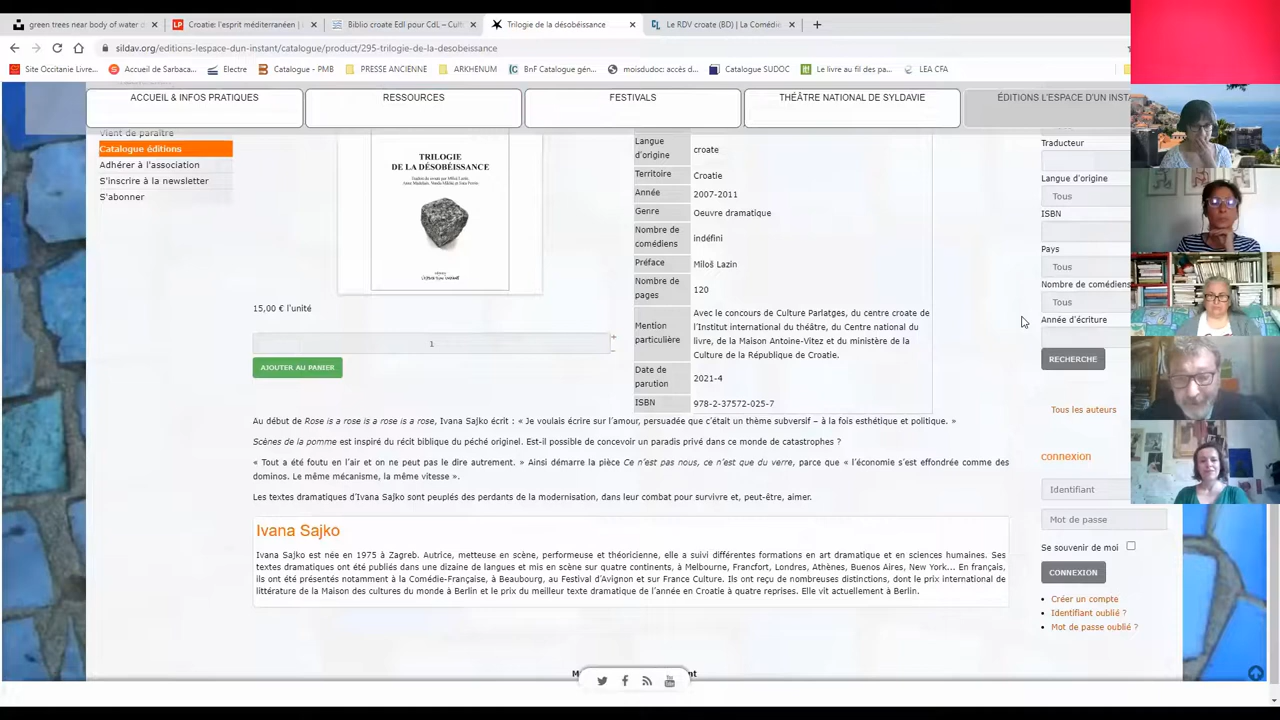 green trees near body of water d
Croatie: l'esprit méditerranéen
Biblio croate EdI pour CdL – Cultu
Trilogie de la désobéissance
Le RDV croate (BD) | La Comédie
sildav.org/editions-lespace-dun-instant/catalogue/product/295-trilogie-de-la-desobeissance
Site Occitanie Livre...
Accueil de Sarbaca...
Electre
Catalogue - PMB
PRESSE ANCIENNE
ARKHENUM
BnF Catalogue gén...
moisdudoc: accès d...
Catalogue SUDOC
Le livre au fil des pa...
LEA CFA
ACCUEIL & INFOS PRATIQUES
RESSOURCES
FESTIVALS
THÉÂTRE NATIONAL DE SYLDAVIE
ÉDITIONS L'ESPACE D'UN INSTA
Vient de paraître
Catalogue éditions
Adhérer à l'association
S'inscrire à la newsletter
S'abonner
TRILOGIE
DE LA DÉSOBÉISSANCE
15,00 € l'unité
1
AJOUTER AU PANIER
Langue d'origine croate
Territoire Croatie
Année 2007-2011
Genre Oeuvre dramatique
Nombre de comédiens indéfini
Préface Miloš Lazin
Nombre de pages 120
Mention particulière
Avec le concours de Culture Parlatges, du centre croate de
l'Institut international du théâtre, du Centre national du
livre, de la Maison Antoine-Vitez et du ministère de la
Culture de la République de Croatie.
Date de parution 2021-4
ISBN 978-2-37572-025-7
Au début de Rose is a rose is a rose is a rose, Ivana Sajko écrit : « Je voulais écrire sur l'amour, persuadée que c'était un thème subversif – à la fois esthétique et politique. »
Scènes de la pomme est inspiré du récit biblique du péché originel. Est-il possible de concevoir un paradis privé dans ce monde de catastrophes ?
« Tout a été foutu en l'air et on ne peut pas le dire autrement. » Ainsi démarre la pièce Ce n'est pas nous, ce n'est que du verre, parce que « l'économie s'est effondrée comme des
dominos. Le même mécanisme, la même vitesse ».
Les textes dramatiques d'Ivana Sajko sont peuplés des perdants de la modernisation, dans leur combat pour survivre et, peut-être, aimer.
Ivana Sajko
Ivana Sajko est née en 1975 à Zagreb. Autrice, metteuse en scène, performeuse et théoricienne, elle a suivi différentes formations en art dramatique et en sciences humaines. Ses
textes dramatiques ont été publiés dans une dizaine de langues et mis en scène sur quatre continents, à Melbourne, Francfort, Londres, Athènes, Buenos Aires, New York... En français,
ils ont été présentés notamment à la Comédie-Française, à Beaubourg, au Festival d'Avignon et sur France Culture. Ils ont reçu de nombreuses distinctions, dont le prix international de
littérature de la Maison des cultures du monde à Berlin et le prix du meilleur texte dramatique de l'année en Croatie à quatre reprises. Elle vit actuellement à Berlin.
Traducteur
Langue d'origine
Tous
ISBN
Pays
Tous
Nombre de comédiens
Tous
Année d'écriture
RECHERCHE
Tous les auteurs
connexion
Identifiant
Mot de passe
Se souvenir de moi
CONNEXION
Créer un compte
Identifiant oublié ?
Mot de passe oublié ?